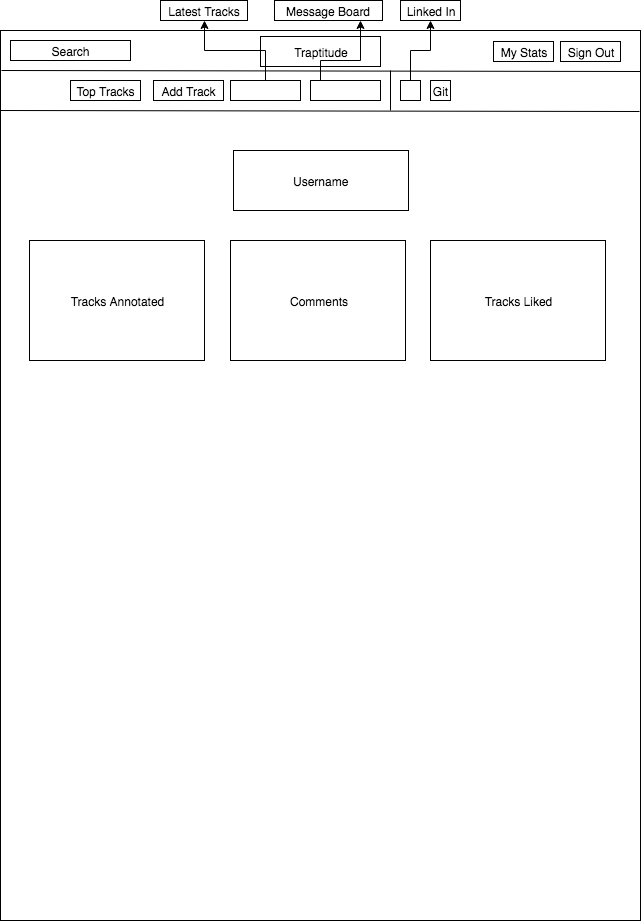 Latest Tracks
Message Board
Linked In
Search
Traptitude
My Stats
Sign Out
Top Tracks
Add Track
Git
Username
Tracks Annotated
Comments
Tracks Liked